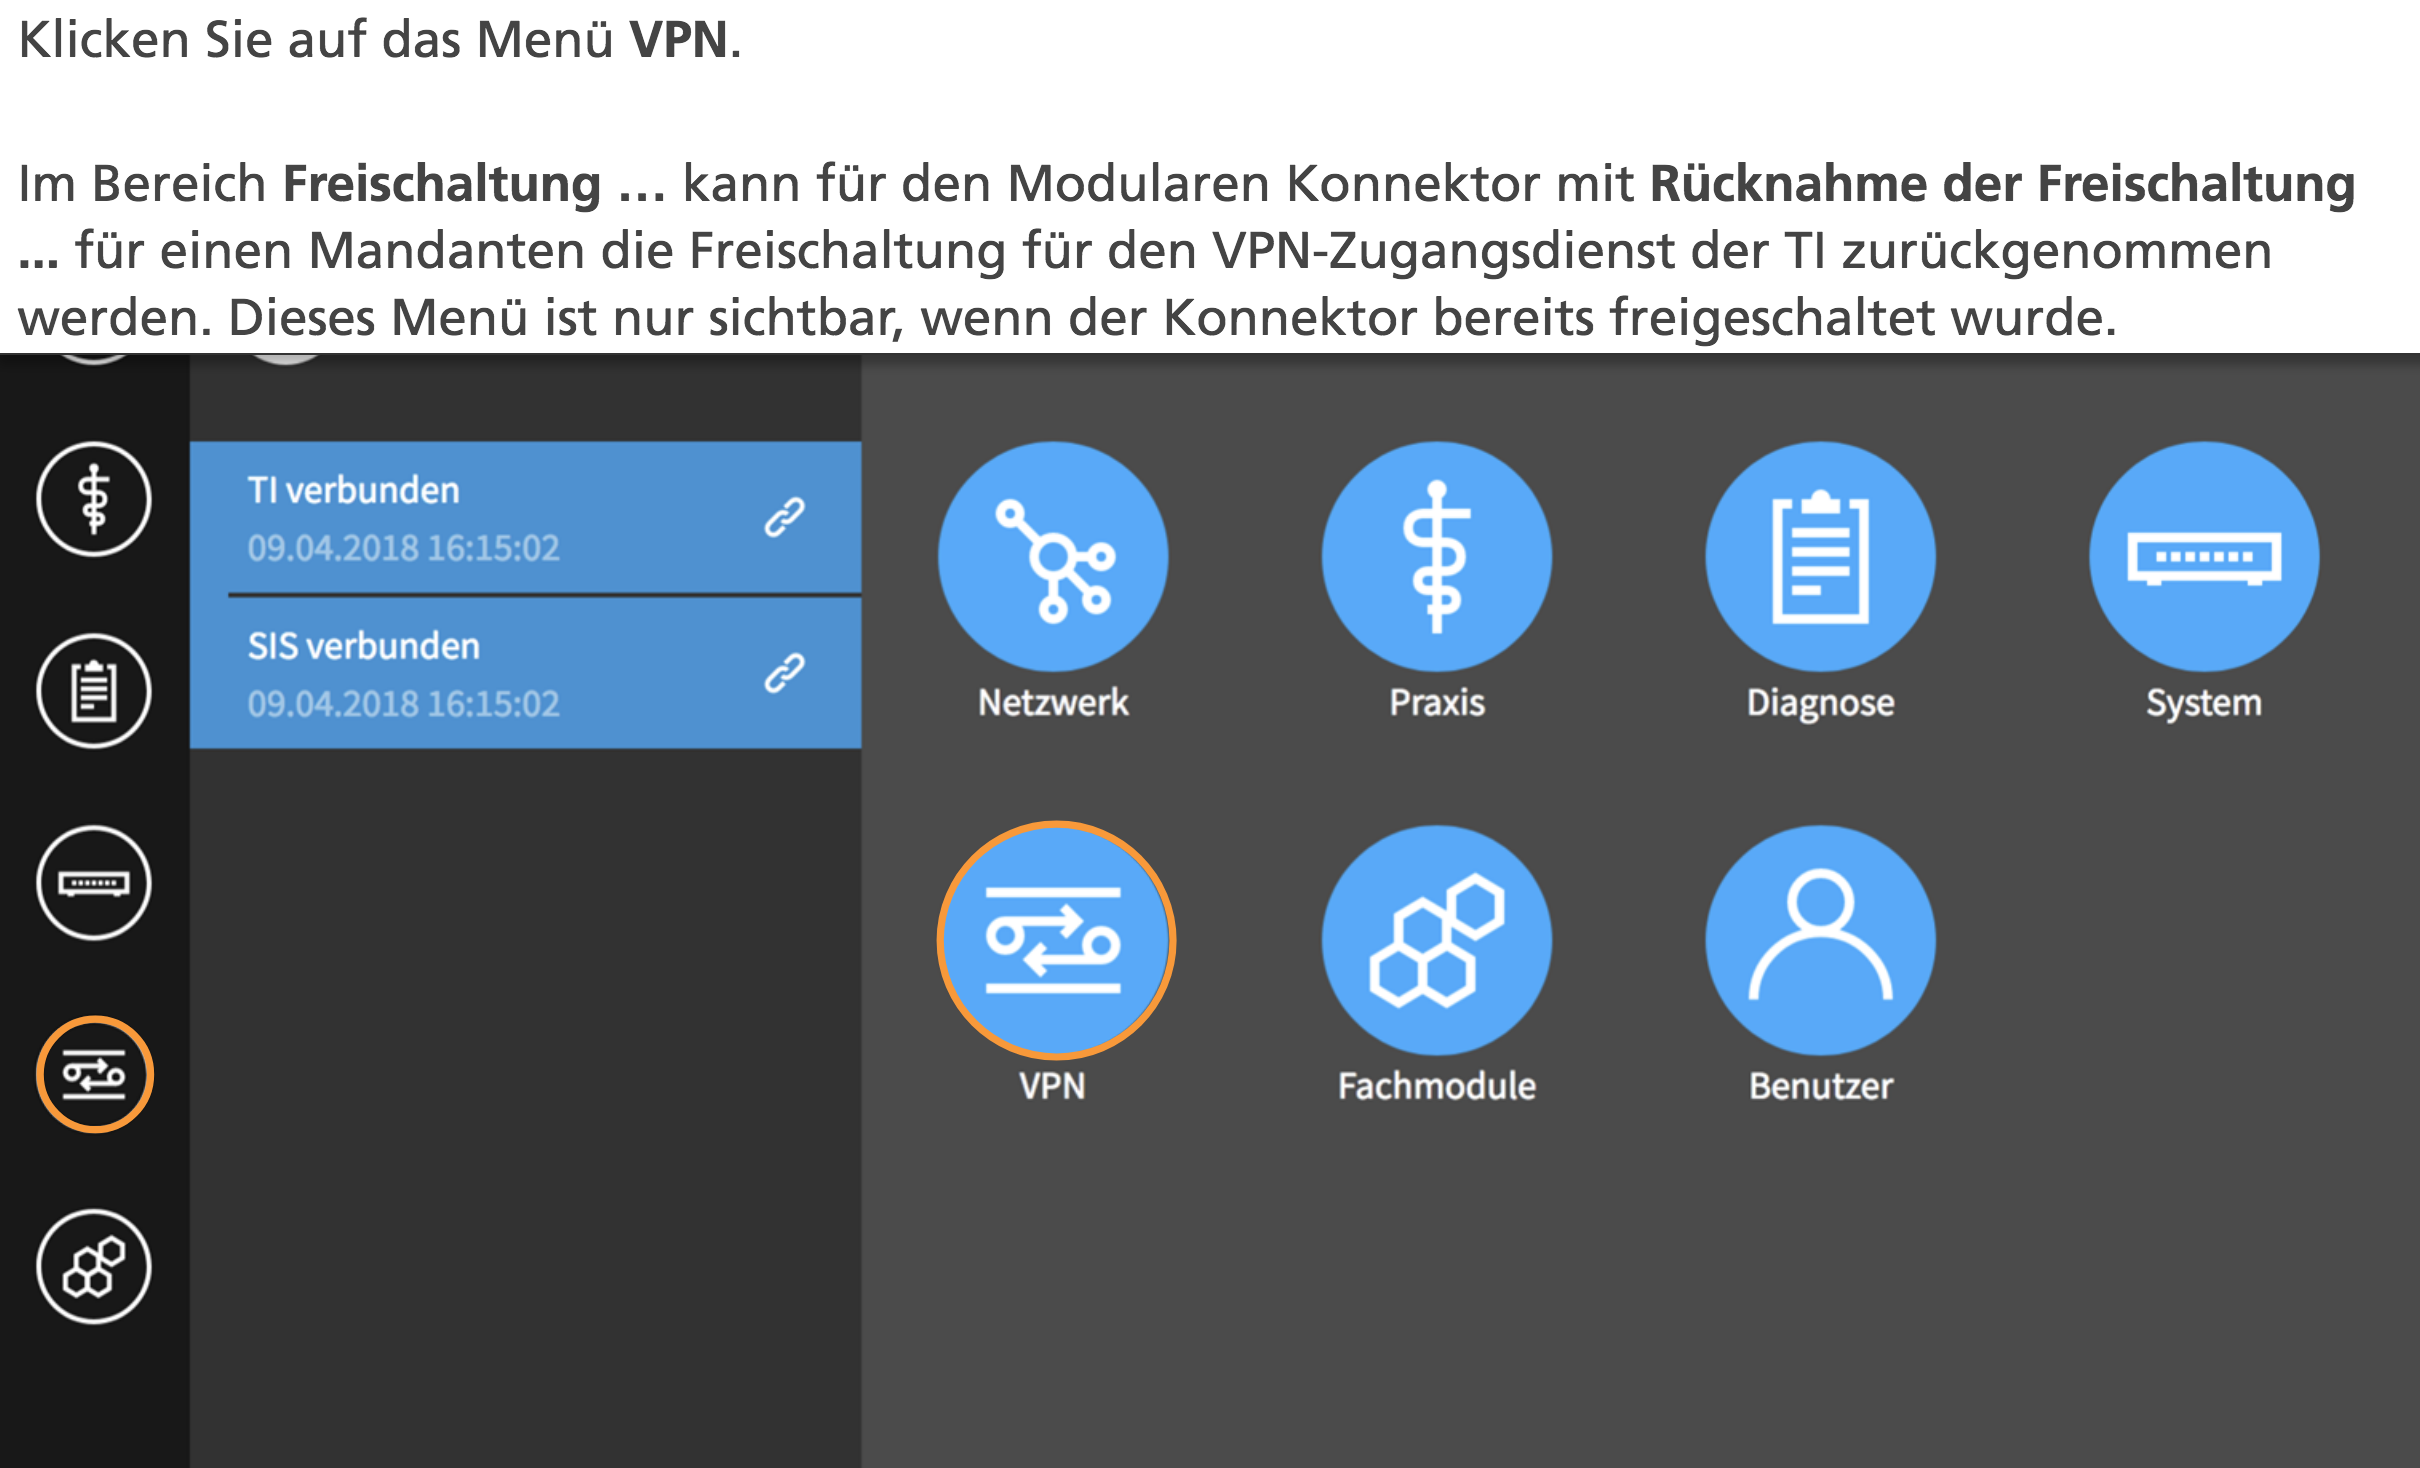 Klicken Sie auf das Menü VPN.
Im Bereich Freischaltung ... kann für den Modularen Konnektor mit Rücknahme der Freischaltung
... für einen Mandanten die Freischaltung für den VPN-Zugangsdienst der TI zurückgenommen
werden. Dieses Menü ist nur sichtbar, wenn der Konnektor bereits freigeschaltet wurde.
TI verbunden
09.04.2018 16:15:02
SIS verbunden
09.04.2018 16:15:02
Netzwerk
Praxis
Diagnose
System
VPN
Fachmodule
Benutzer